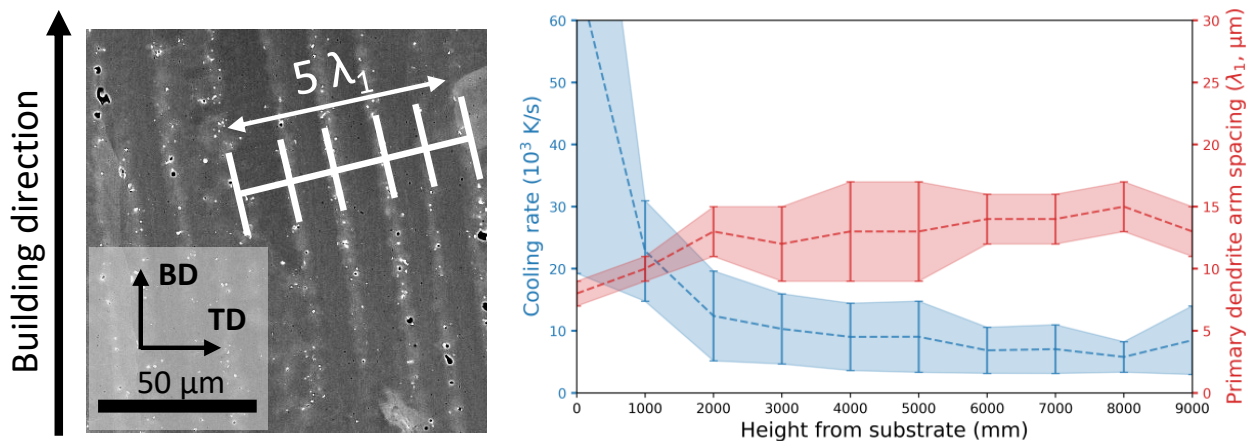 Building direction
5 λ₁
BD
TD
50 µm
60
50
40
30
20
10
0
Cooling rate (10³ K/s)
30
25
20
15
10
5
0
Primary dendrite arm spacing (λ₁, µm)
0 1000 2000 3000 4000 5000 6000 7000 8000 9000
Height from substrate (mm)